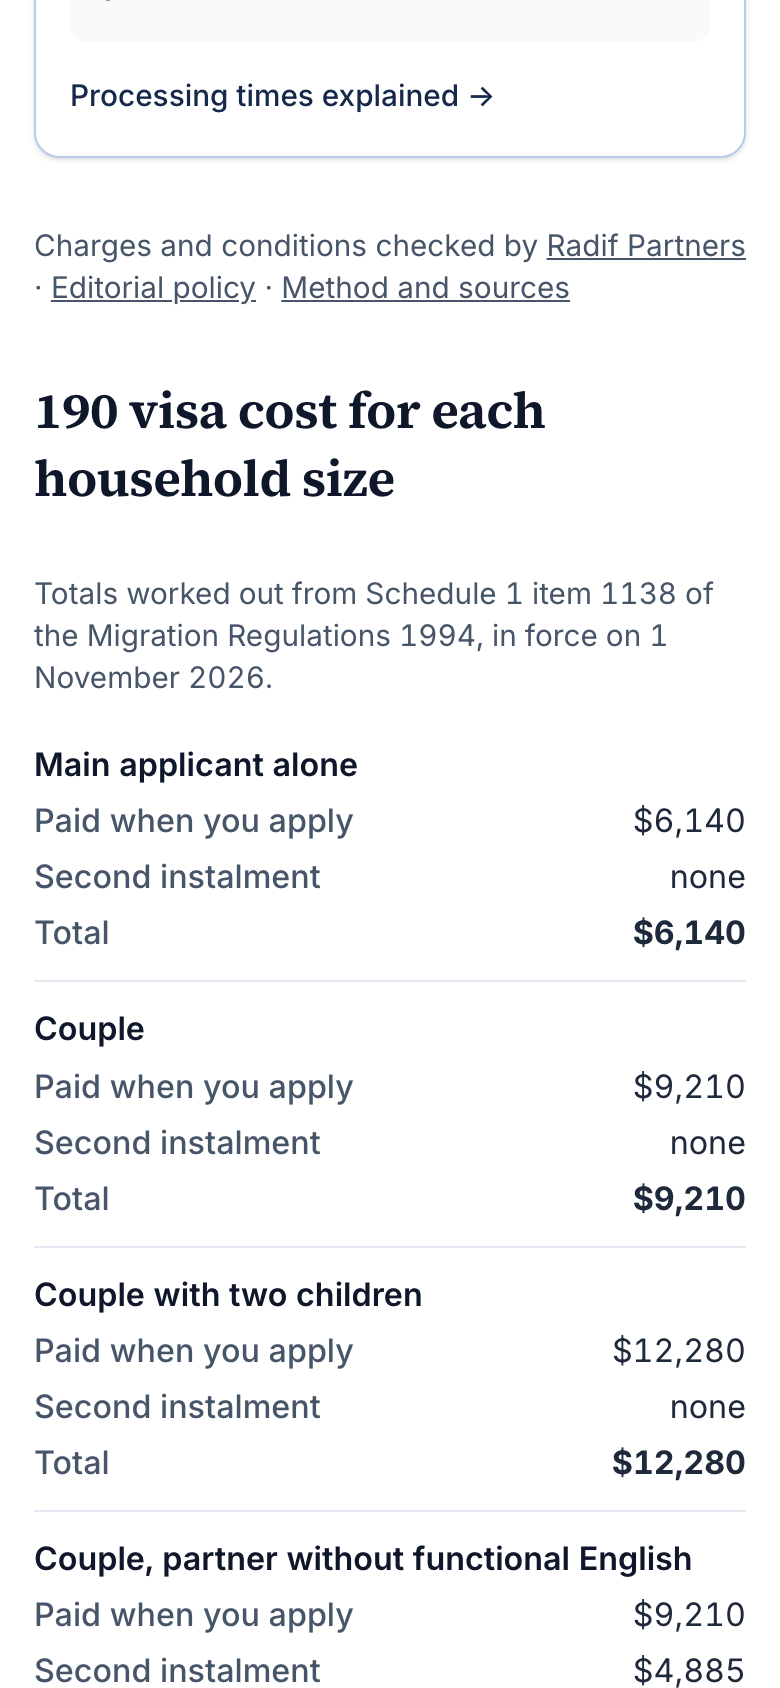 Processing times explained →
Charges and conditions checked by Radif Partners
· Editorial policy · Method and sources
190 visa cost for each
household size
Totals worked out from Schedule 1 item 1138 of
the Migration Regulations 1994, in force on 1
November 2026.
Main applicant alone
Paid when you apply $6,140
Second instalment none
Total $6,140
Couple
Paid when you apply $9,210
Second instalment none
Total $9,210
Couple with two children
Paid when you apply $12,280
Second instalment none
Total $12,280
Couple, partner without functional English
Paid when you apply $9,210
Second instalment $4,885